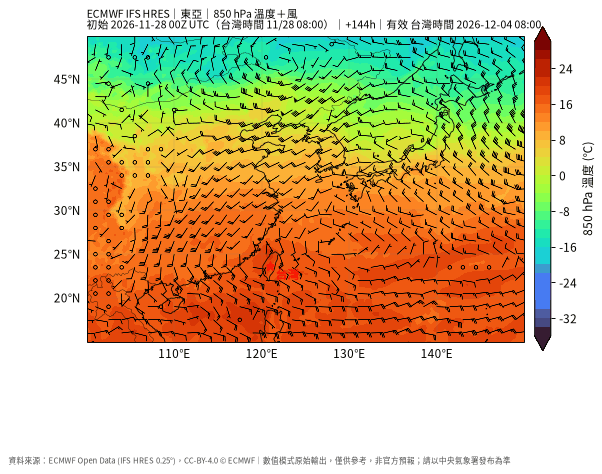 ECMWF IFS HRES｜東亞｜850 hPa 溫度＋風
初始 2026-11-28 00Z UTC（台灣時間 11/28 08:00）｜+144h｜有效 台灣時間 2026-12-04 08:00
45°N
40°N
35°N
30°N
25°N
20°N
110°E
120°E
130°E
140°E
24
16
8
0
-8
-16
-24
-32
850 hPa 溫度 (°C)
資料來源：ECMWF Open Data (IFS HRES 0.25°)，CC-BY-4.0 © ECMWF｜數值模式原始輸出，僅供參考，非官方預報；請以中央氣象署發布為準